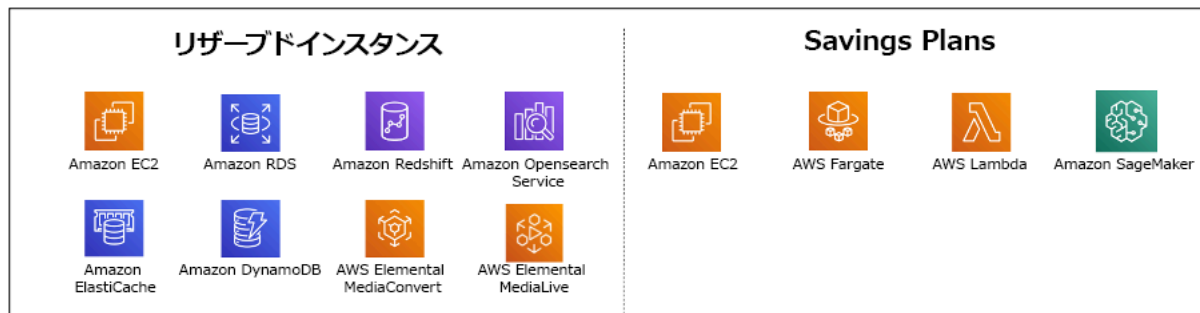 リザーブドインスタンス
Amazon EC2
Amazon RDS
Amazon Redshift
Amazon Opensearch
Service
Amazon
ElastiCache
Amazon DynamoDB
AWS Elemental
MediaConvert
AWS Elemental
MediaLive
Savings Plans
Amazon EC2
AWS Fargate
AWS Lambda
Amazon SageMaker